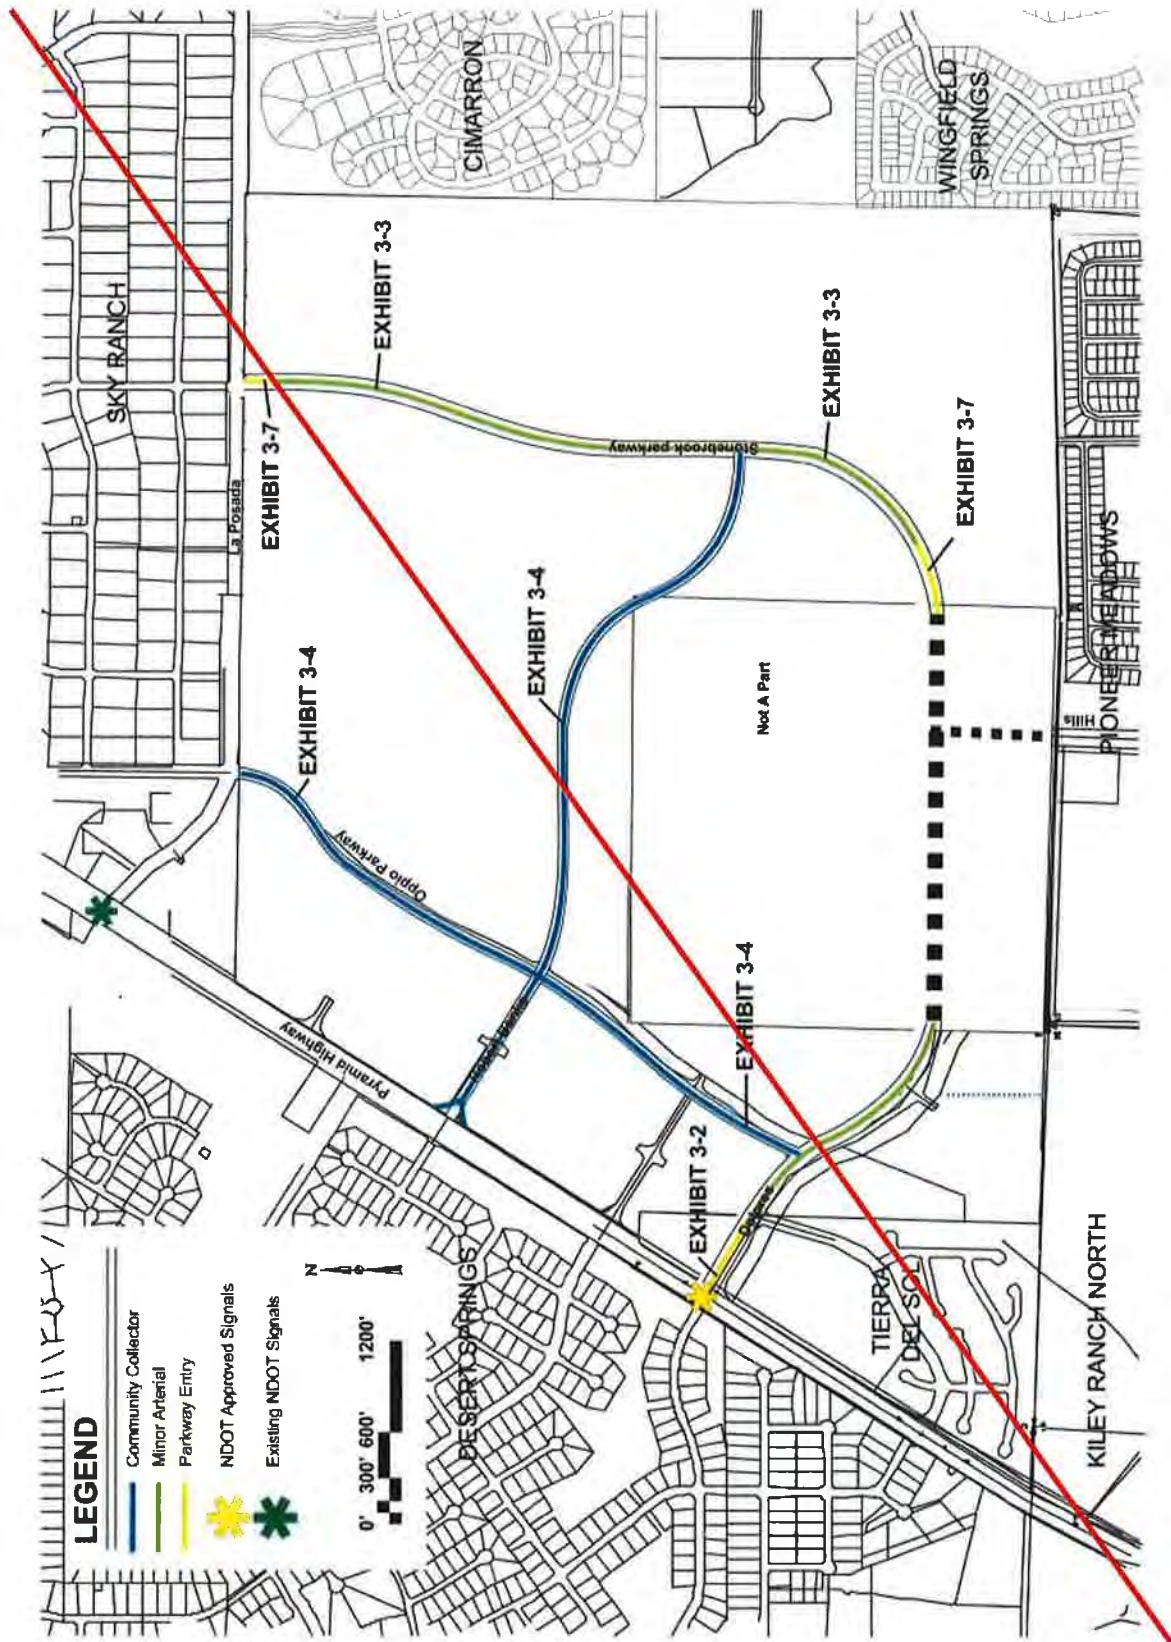 LEGEND
Community Collector
Minor Arterial
Parkway Entry
NDOT Approved Signals
Existing NDOT Signals
N
0' 300' 600' 1200'
SKY RANCH
CIMARRON
WINGFIELD
SPRINGS
La Posada
EXHIBIT 3-7
EXHIBIT 3-3
Stonebrook parkway
EXHIBIT 3-3
EXHIBIT 3-7
EXHIBIT 3-4
EXHIBIT 3-4
Oppio Parkway
Pyramid Highway
Not A Part
Hills
PIONEER MEADOWS
EXHIBIT 3-4
EXHIBIT 3-2
Dolores
DESERT SPRINGS
TIERRA
DEL SOL
KILEY RANCH NORTH